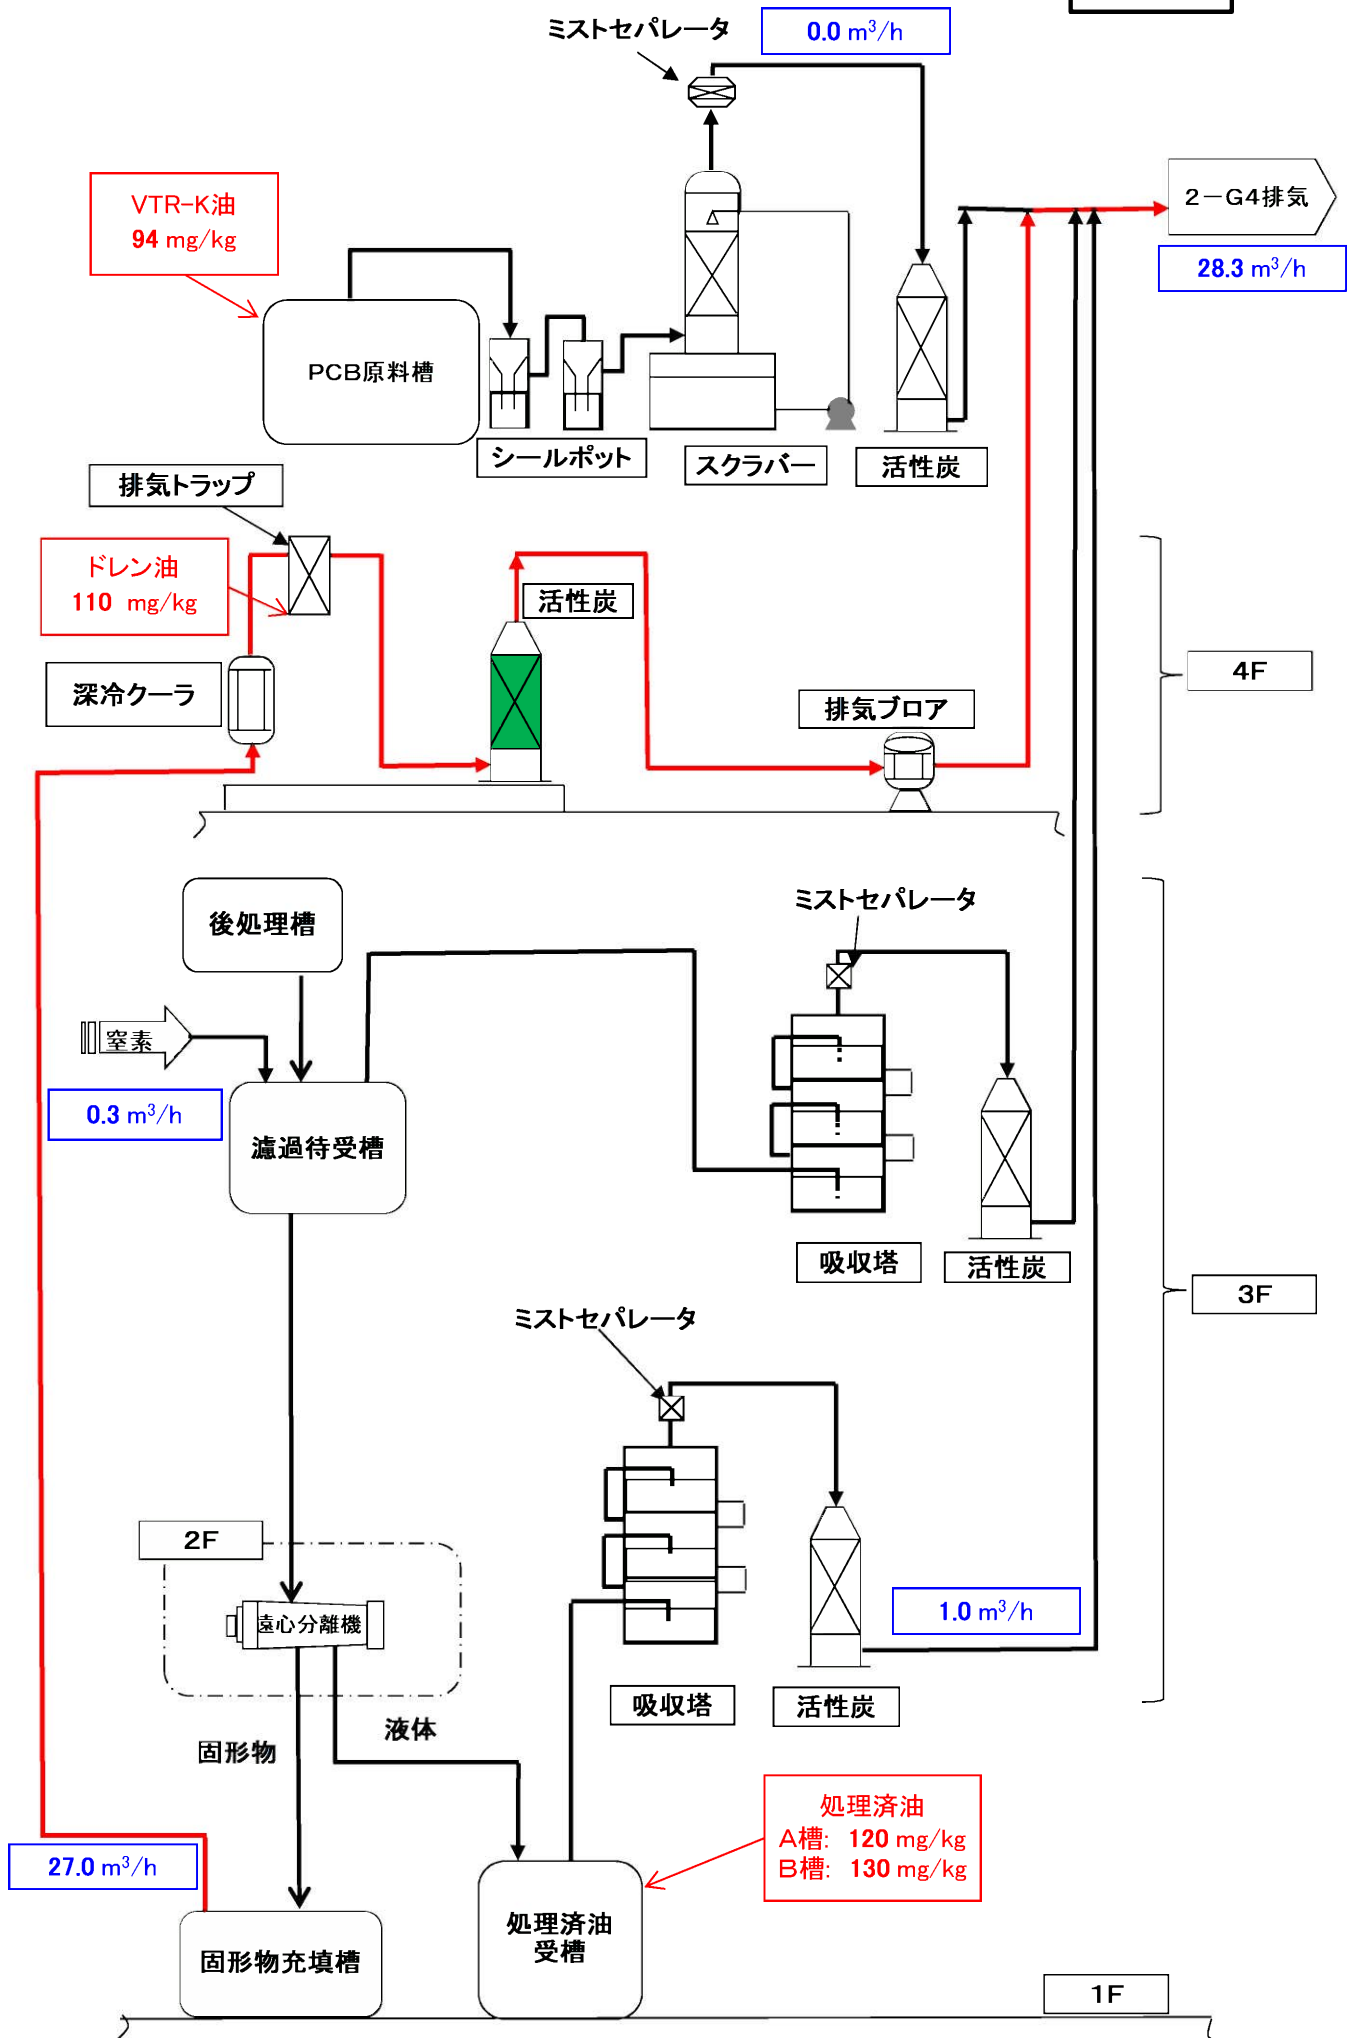 ミストセパレータ
0.0 m³/h
VTR-K油
94 mg/kg
2－G4排気
28.3 m³/h
PCB原料槽
シールポット
スクラバー
活性炭
排気トラップ
ドレン油
110 mg/kg
活性炭
深冷クーラ
排気ブロア
4F
後処理槽
ミストセパレータ
窒素
0.3 m³/h
濾過待受槽
吸収塔
活性炭
3F
ミストセパレータ
2F
遠心分離機
1.0 m³/h
吸収塔
活性炭
固形物
液体
処理済油
A槽: 120 mg/kg
B槽: 130 mg/kg
27.0 m³/h
固形物充填槽
処理済油
受槽
1F